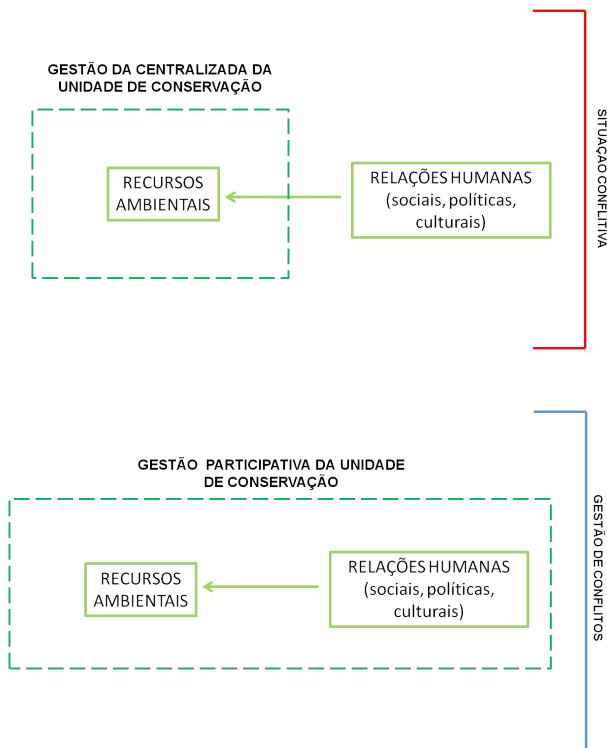 GESTÃO DA CENTRALIZADA DA
UNIDADE DE CONSERVAÇÃO
RECURSOS
AMBIENTAIS
RELAÇÕES HUMANAS
(sociais, políticas,
culturais)
SITUAÇAO CONFLITIVA
GESTÃO PARTICIPATIVA DA UNIDADE
DE CONSERVAÇÃO
RECURSOS
AMBIENTAIS
RELAÇÕES HUMANAS
(sociais, políticas,
culturais)
GESTÃO DE CONFLITOS